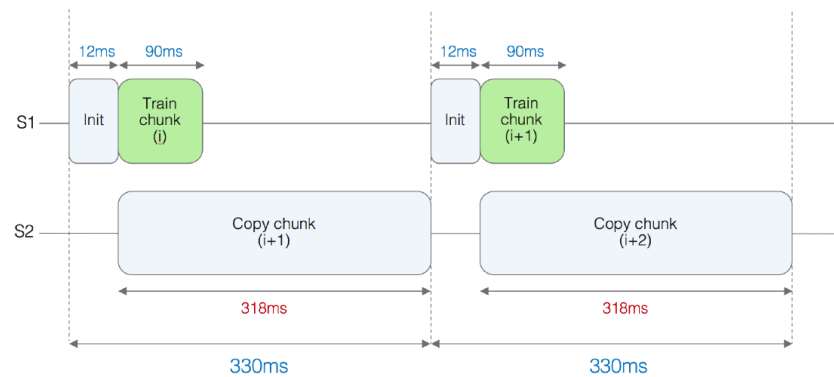 12ms 90ms 12ms 90ms
S1
Init
Train
chunk
(i)
Init
Train
chunk
(i+1)
S2
Copy chunk
(i+1)
Copy chunk
(i+2)
318ms 318ms
330ms 330ms